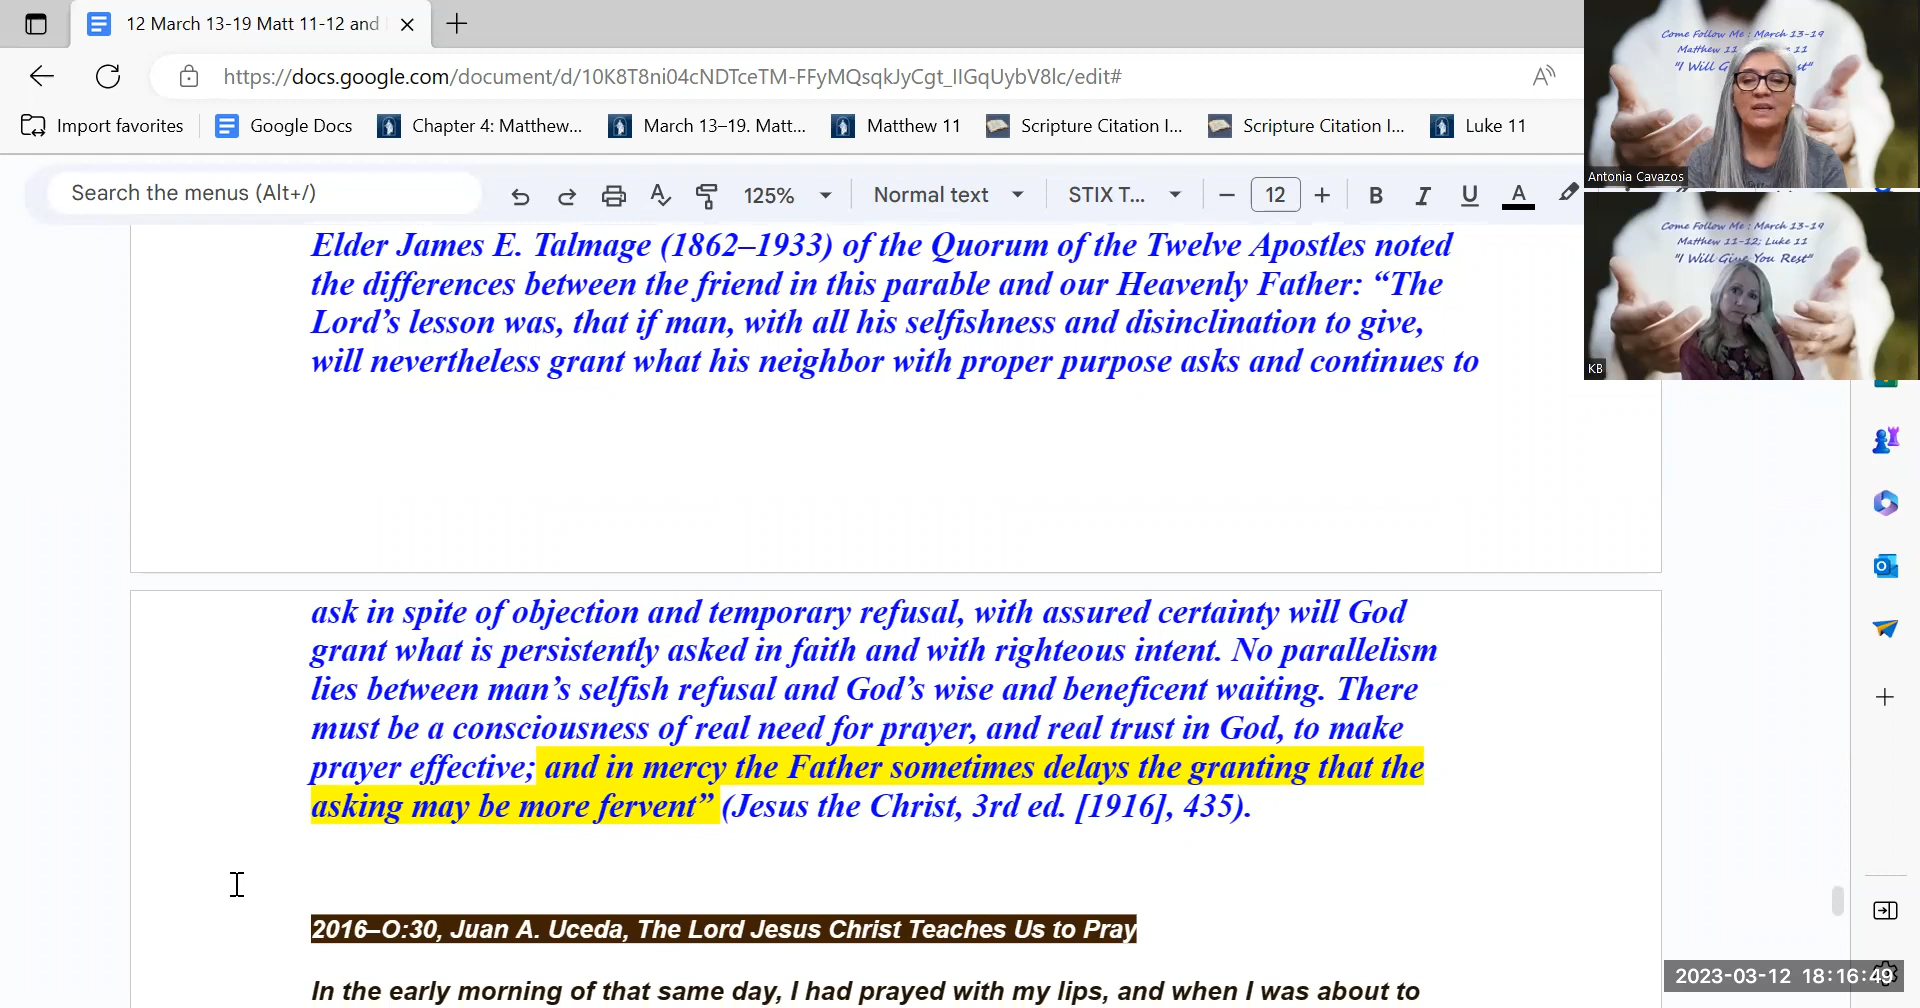 12 March 13-19 Matt 11-12 and
https://docs.google.com/document/d/10K8T8ni04cNDTceTM-FFyMQsqkJyCgt_IIGqUybV8lc/edit#
Import favorites Google Docs Chapter 4: Matthew... March 13–19. Matt... Matthew 11 Scripture Citation I... Scripture Citation I... Luke 11
Search the menus (Alt+/) 125% Normal text STIX T... 12 B I U A
Elder James E. Talmage (1862–1933) of the Quorum of the Twelve Apostles noted
the differences between the friend in this parable and our Heavenly Father: “The
Lord’s lesson was, that if man, with all his selfishness and disinclination to give,
will nevertheless grant what his neighbor with proper purpose asks and continues to
ask in spite of objection and temporary refusal, with assured certainty will God
grant what is persistently asked in faith and with righteous intent. No parallelism
lies between man’s selfish refusal and God’s wise and beneficent waiting. There
must be a consciousness of real need for prayer, and real trust in God, to make
prayer effective; and in mercy the Father sometimes delays the granting that the
asking may be more fervent” (Jesus the Christ, 3rd ed. [1916], 435).
2016–O:30, Juan A. Uceda, The Lord Jesus Christ Teaches Us to Pray
In the early morning of that same day, I had prayed with my lips, and when I was about to
Come Follow Me : March 13-19
Matthew 11 11
"I Will G st"
Antonia Cavazos
Come Follow Me : March 13-19
Matthew 11-12; Luke 11
"I Will Give You Rest"
KB
2023-03-12 18:16:49